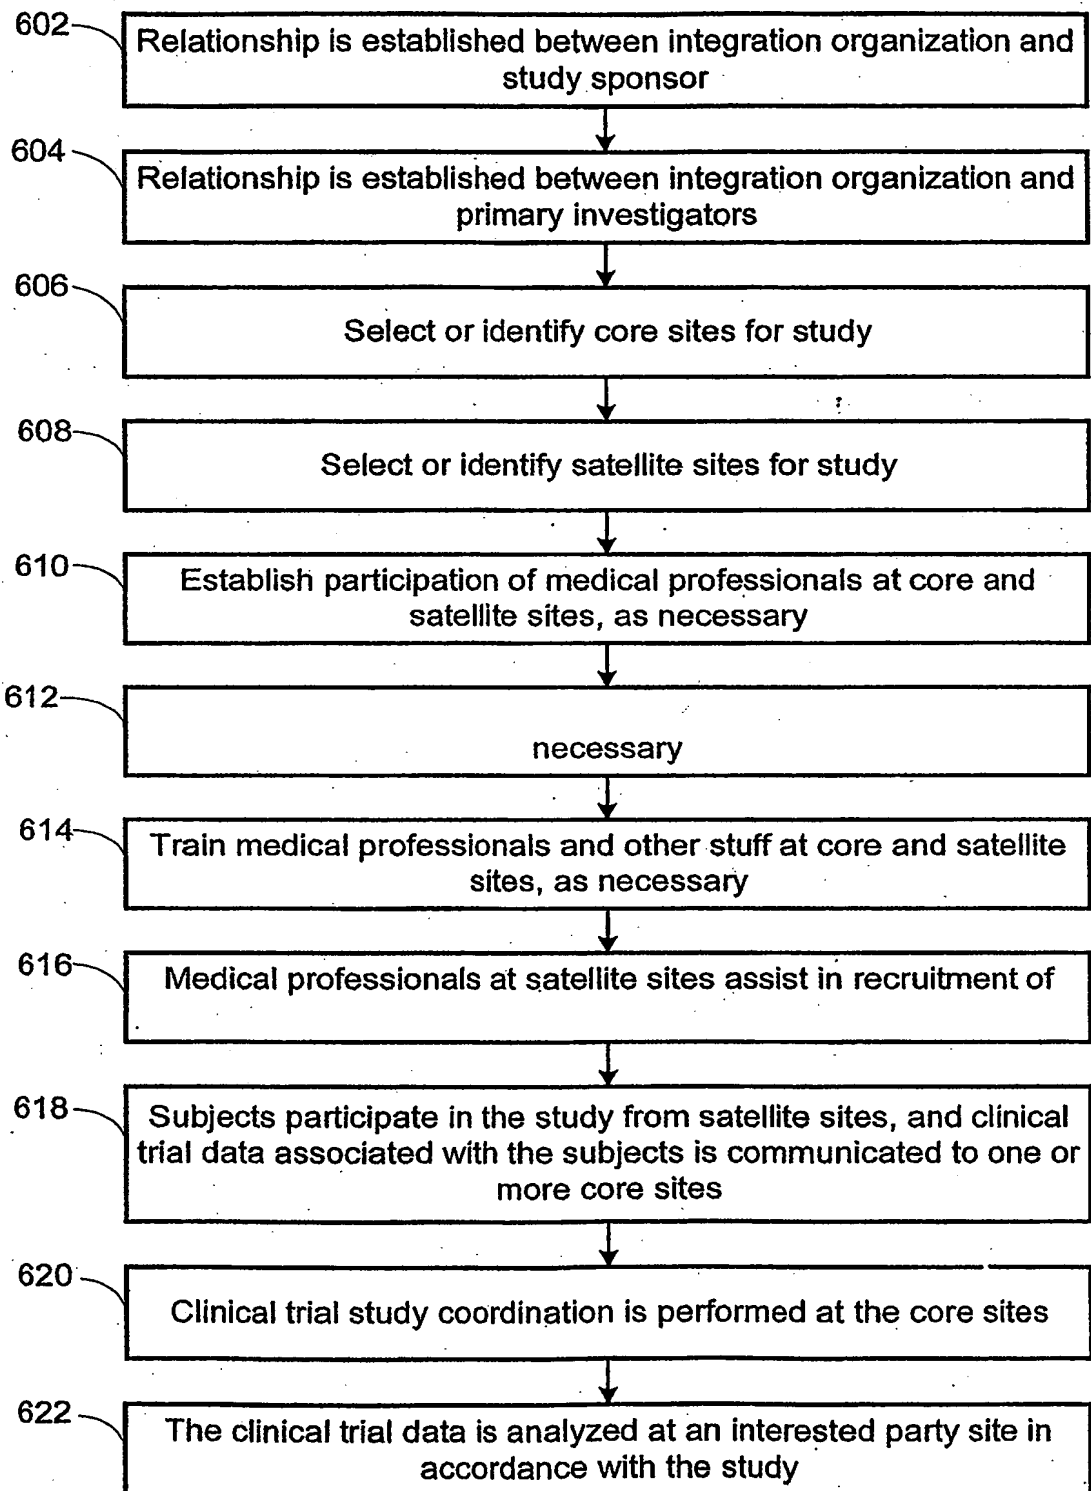 602
Relationship is established between integration organization and
study sponsor
604
Relationship is established between integration organization and
primary investigators
606
Select or identify core sites for study
608
Select or identify satellite sites for study
610
Establish participation of medical professionals at core and
satellite sites, as necessary
612
necessary
614
Train medical professionals and other stuff at core and satellite
sites, as necessary
616
Medical professionals at satellite sites assist in recruitment of
618
Subjects participate in the study from satellite sites, and clinical
trial data associated with the subjects is communicated to one or
more core sites
620
Clinical trial study coordination is performed at the core sites
622
The clinical trial data is analyzed at an interested party site in
accordance with the study